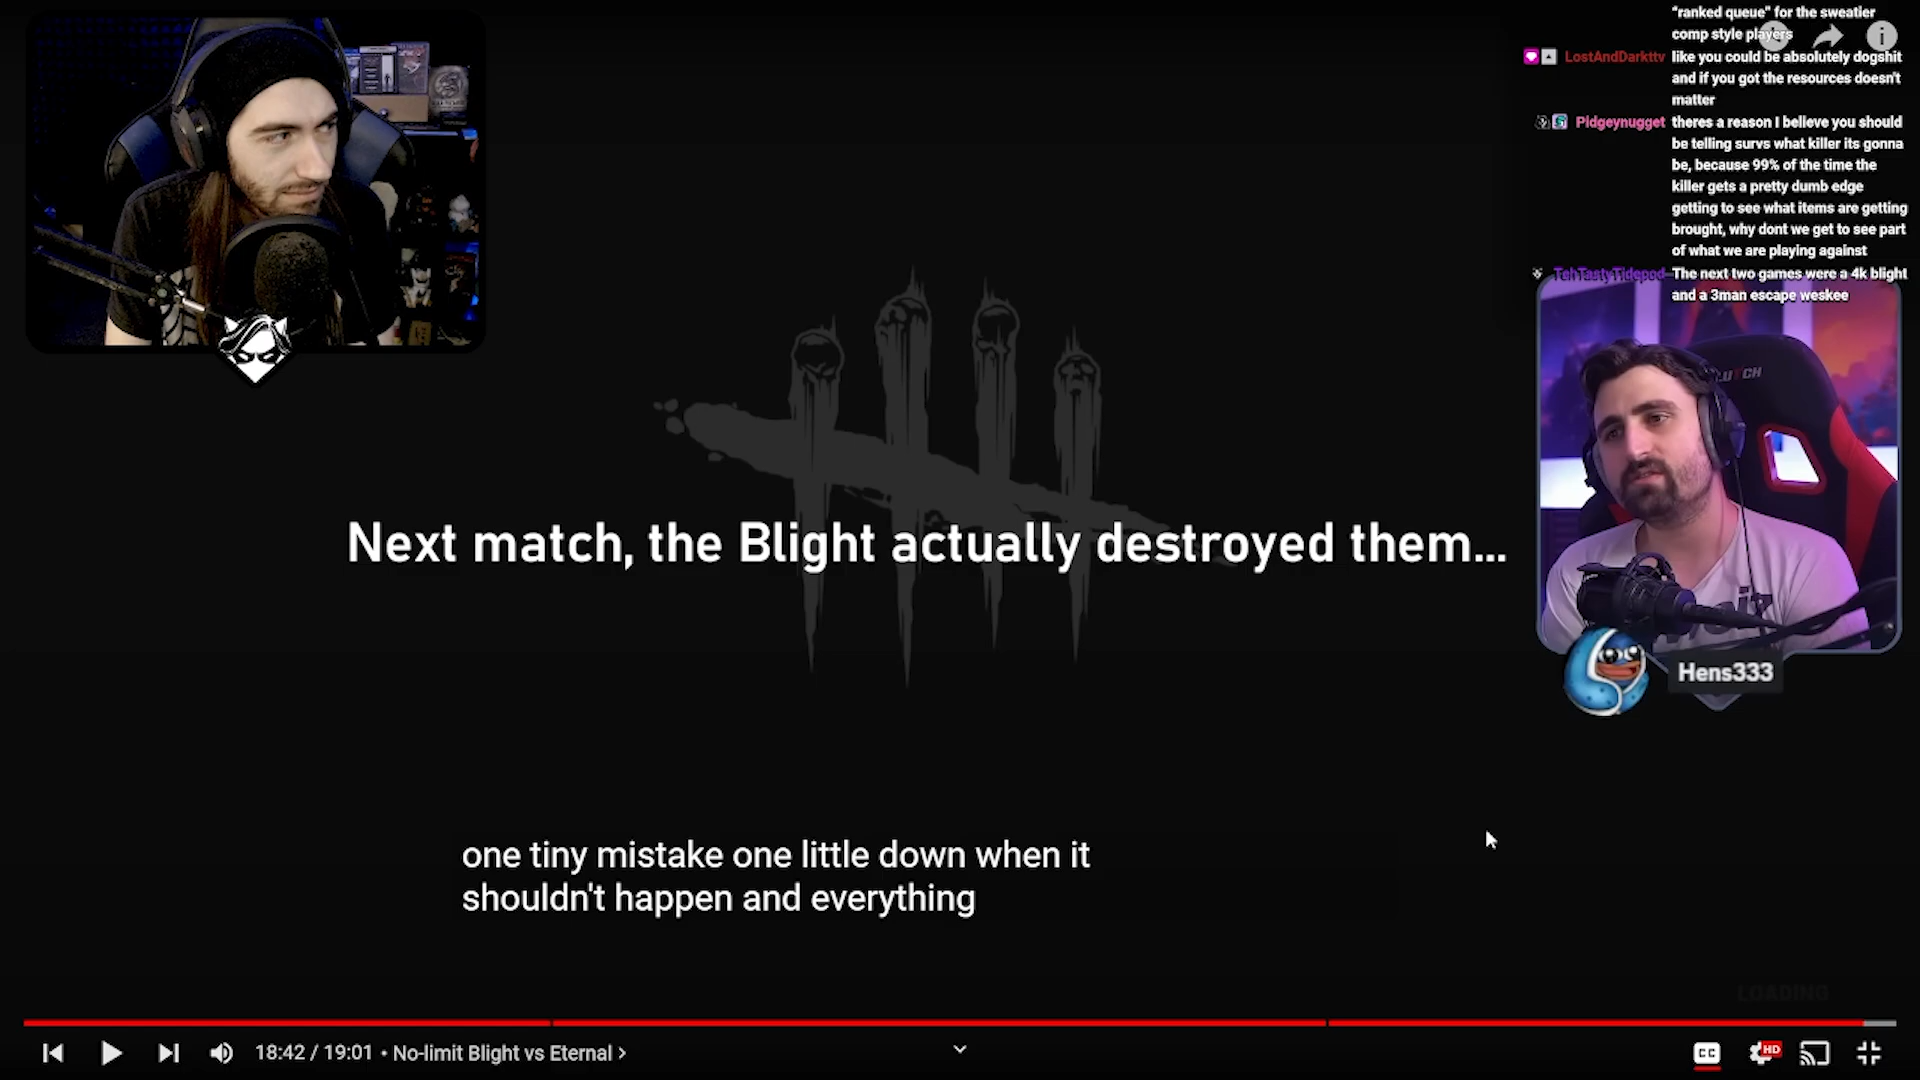 “ranked queue” for the sweatier
comp style players
LostAndDarkttv like you could be absolutely dogshit
and if you got the resources doesn't
matter
Pidgeynugget theres a reason I believe you should
be telling survs what killer its gonna
be, because 99% of the time the
killer gets a pretty dumb edge
getting to see what items are getting
brought, why dont we get to see part
of what we are playing against
TehTastyTidepod The next two games were a 4k blight
and a 3man escape weskee
LUTCH
Next match, the Blight actually destroyed them...
Hens333
one tiny mistake one little down when it
shouldn't happen and everything
LOADING
18:42 / 19:01 • No-limit Blight vs Eternal >
CC
HD